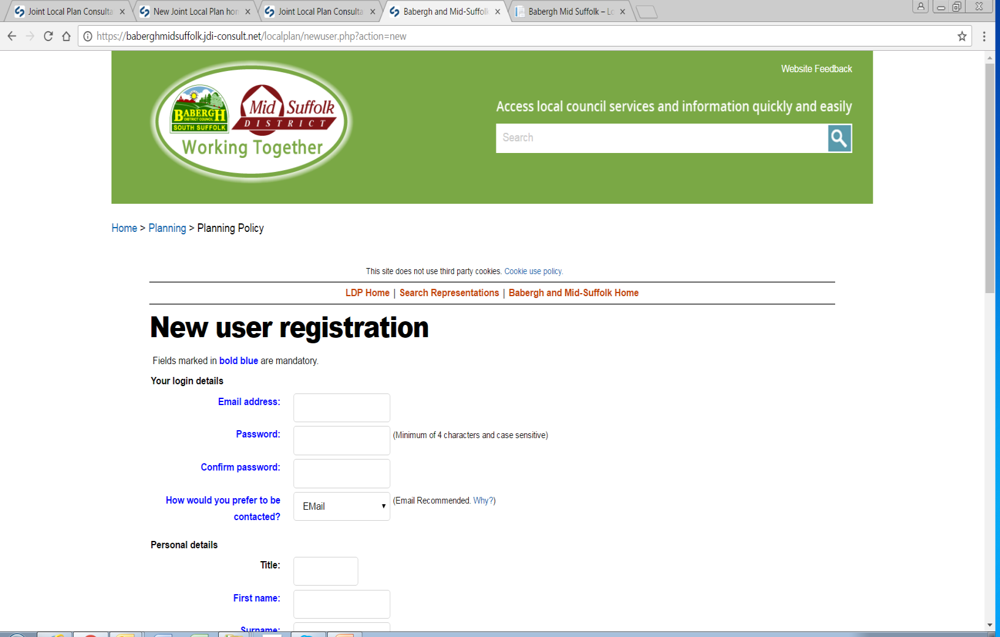 Joint Local Plan Consulta
New Joint Local Plan hon
Joint Local Plan Consulta
Babergh and Mid-Suffolk
Babergh Mid Suffolk – Lo
https://baberghmidsuffolk.jdi-consult.net/localplan/newuser.php?action=new
Website Feedback
BABERGH
DISTRICT COUNCIL
SOUTH SUFFOLK
Mid Suffolk
DISTRICT
Working Together
Access local council services and information quickly and easily
Search
Home > Planning > Planning Policy
This site does not use third party cookies. Cookie use policy.
LDP Home | Search Representations | Babergh and Mid-Suffolk Home
New user registration
Fields marked in bold blue are mandatory.
Your login details
Email address:
Password: (Minimum of 4 characters and case sensitive)
Confirm password:
How would you prefer to be EMail (Email Recommended. Why?)
contacted?
Personal details
Title:
First name:
Surname: